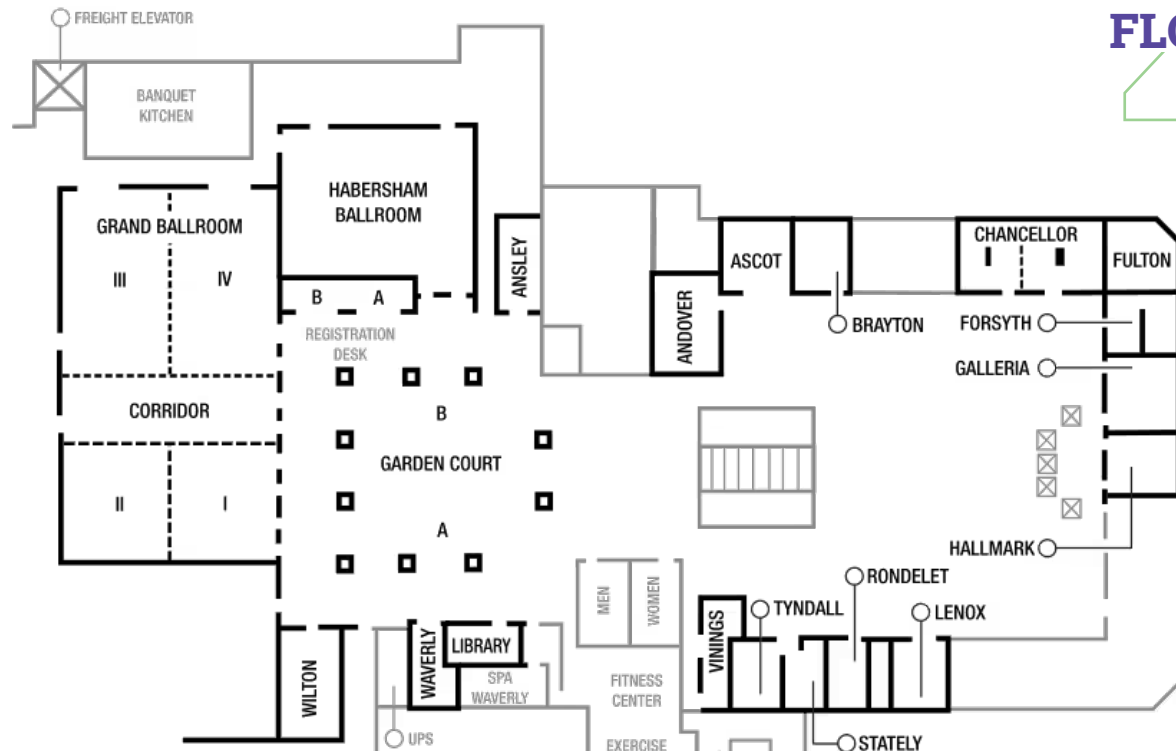 FREIGHT ELEVATOR
BANQUET
KITCHEN
HABERSHAM
BALLROOM
GRAND BALLROOM
III
IV
B
A
REGISTRATION
DESK
ANSLEY
ANDOVER
ASCOT
BRAYTON
CHANCELLOR
FULTON
FORSYTH
GALLERIA
CORRIDOR
B
GARDEN COURT
A
II
I
HALLMARK
RONDELET
TYNDALL
LENOX
MEN
WOMEN
VININGS
WILTON
WAVERLY
LIBRARY
SPA
WAVERLY
FITNESS
CENTER
UPS
EXERCISE
STATELY